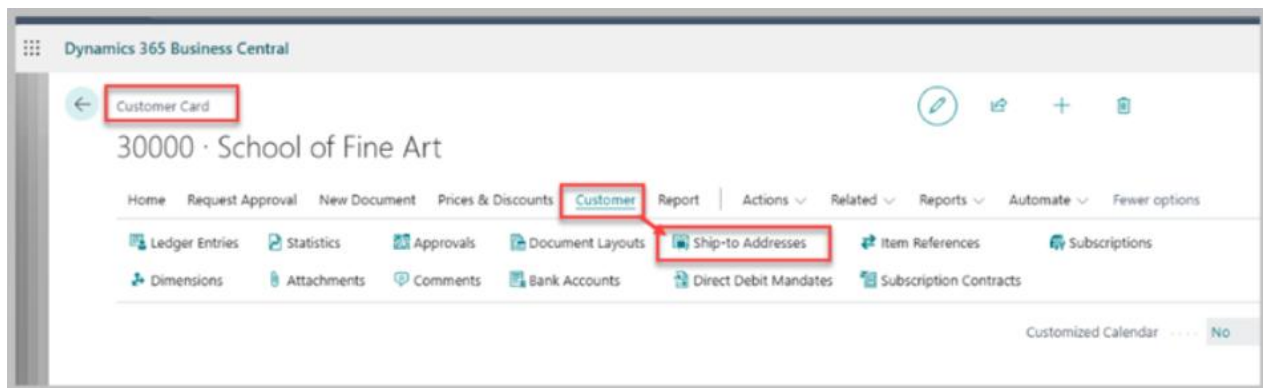 Dynamics 365 Business Central
Customer Card
30000 · School of Fine Art
Home Request Approval New Document Prices & Discounts Customer Report Actions Related Reports Automate Fewer options
Ledger Entries Statistics Approvals Document Layouts Ship-to Addresses Item References Subscriptions
Dimensions Attachments Comments Bank Accounts Direct Debit Mandates Subscription Contracts
Customized Calendar ···· No